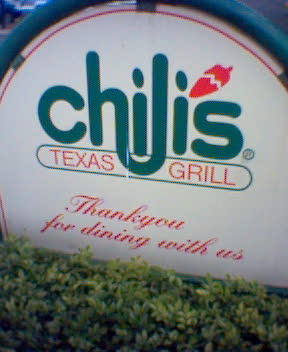 chili's®
TEXAS GRILL
Thankyou
for dining with us